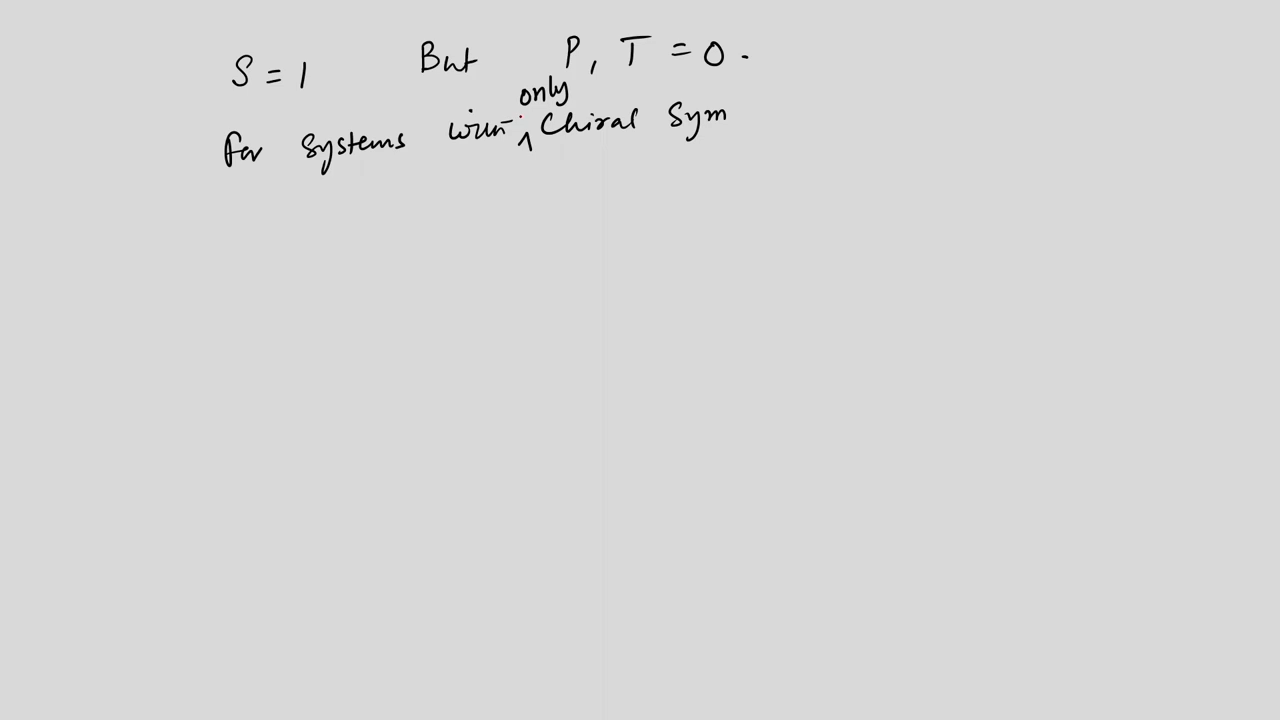 S = 1 But P, T = 0.
for systems with only Chiral Sym